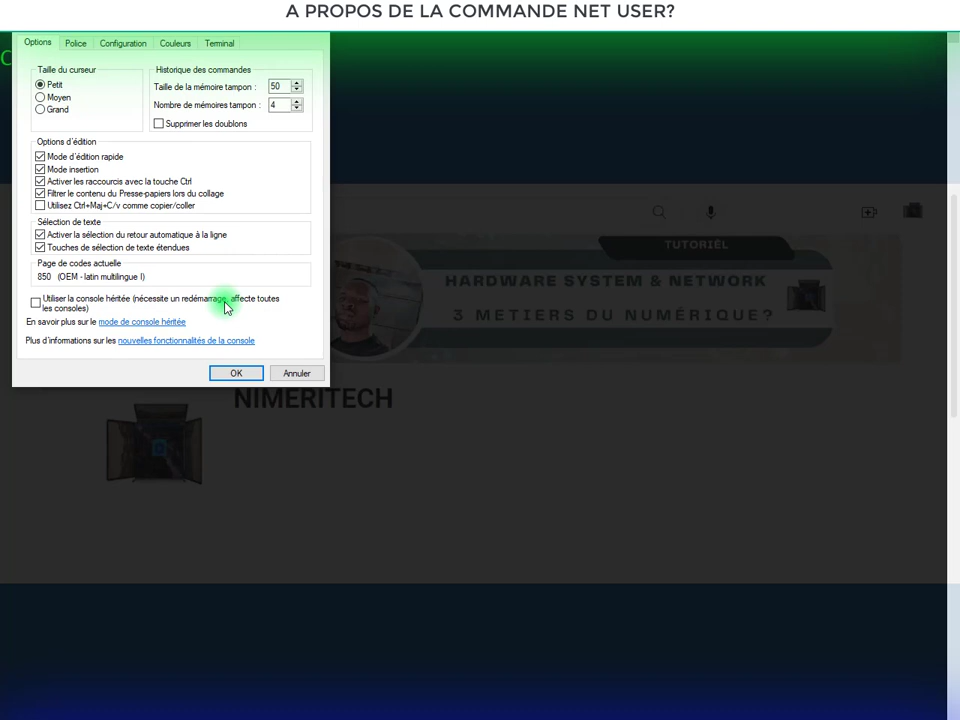 A PROPOS DE LA COMMANDE NET USER?
Options Police Configuration Couleurs Terminal
Taille du curseur
Petit
Moyen
Grand
Historique des commandes
Taille de la mémoire tampon : 50
Nombre de mémoires tampon : 4
Supprimer les doublons
Options d'édition
Mode d'édition rapide
Mode insertion
Activer les raccourcis avec la touche Ctrl
Filtrer le contenu du Presse-papiers lors du collage
Utilisez Ctrl+Maj+C/v comme copier/coller
Sélection de texte
Activer la sélection du retour automatique à la ligne
Touches de sélection de texte étendues
Page de codes actuelle
850 (OEM - latin multilingue I)
Utiliser la console héritée (nécessite un redémarrage, affecte toutes
les consoles)
En savoir plus sur le mode de console héritée
Plus d'informations sur les nouvelles fonctionnalités de la console
OK Annuler
TUTORIËL
HARDWARE SYSTEM & NETWORK
3 METIERS DU NUMÉRIQUE?
NIMERITECH